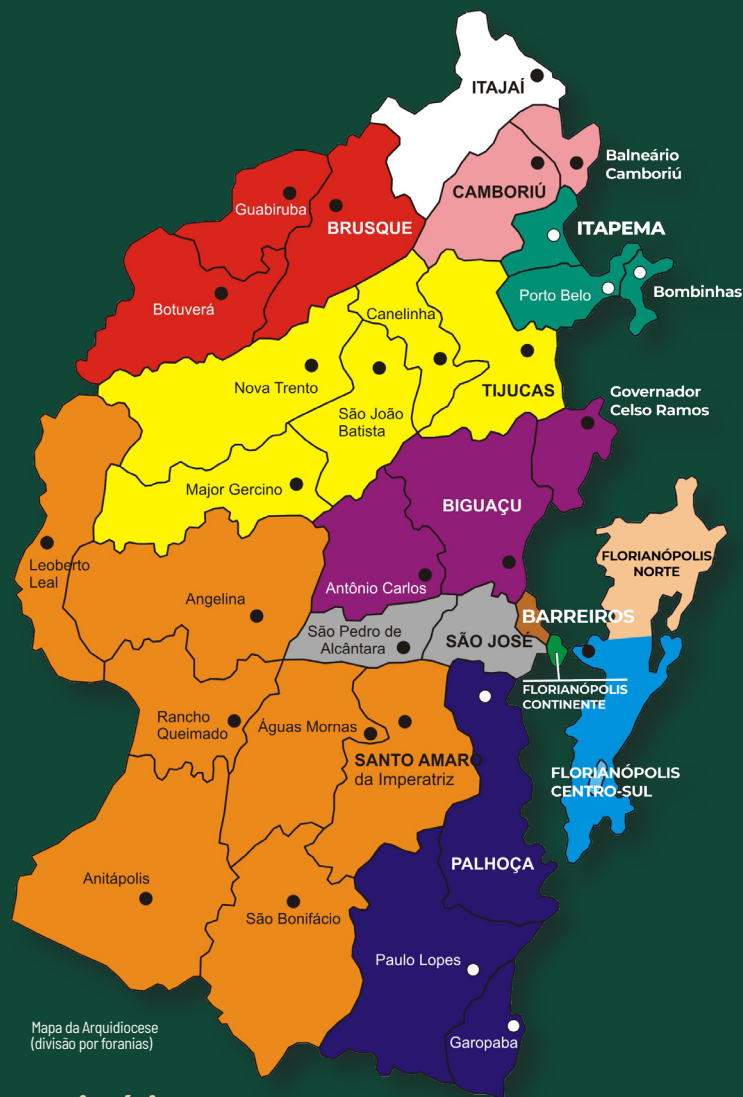 ITAJAÍ
Balneário
Camboriú
CAMBORIÚ
Guabiruba
BRUSQUE
ITAPEMA
Porto Belo
Bombinhas
Botuverá
Canelinha
Nova Trento
TIJUCAS
São João
Batista
Governador
Celso Ramos
Major Gercino
BIGUAÇU
FLORIANÓPOLIS
NORTE
Leoberto
Leal
Antônio Carlos
Angelina
BARREIROS
São Pedro de
Alcântara
SÃO JOSÉ
FLORIANÓPOLIS
CONTINENTE
Rancho
Queimado
Águas Mornas
SANTO AMARO
da Imperatriz
FLORIANÓPOLIS
CENTRO-SUL
PALHOÇA
Anitápolis
São Bonifácio
Paulo Lopes
Garopaba
Mapa da Arquidiocese
(divisão por foranias)